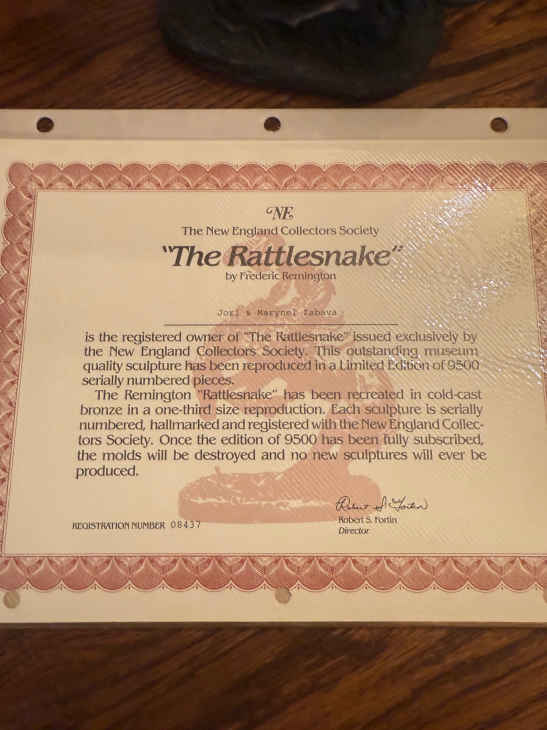 NE
The New England Collectors Society
"The Rattlesnake"
by Frederic Remington
Jori & Marynel Zabava
is the registered owner of "The Rattlesnake" issued exclusively by
the New England Collectors Society. This outstanding museum
quality sculpture has been reproduced in a Limited Edition of 9500
serially numbered pieces.
The Remington "Rattlesnake" has been recreated in cold-cast
bronze in a one-third size reproduction. Each sculpture is serially
numbered, hallmarked and registered with the New England Collec-
tors Society. Once the edition of 9500 has been fully subscribed,
the molds will be destroyed and no new sculptures will ever be
produced.
Robert S. Fortin
Robert S. Fortin
Director
REGISTRATION NUMBER 08437